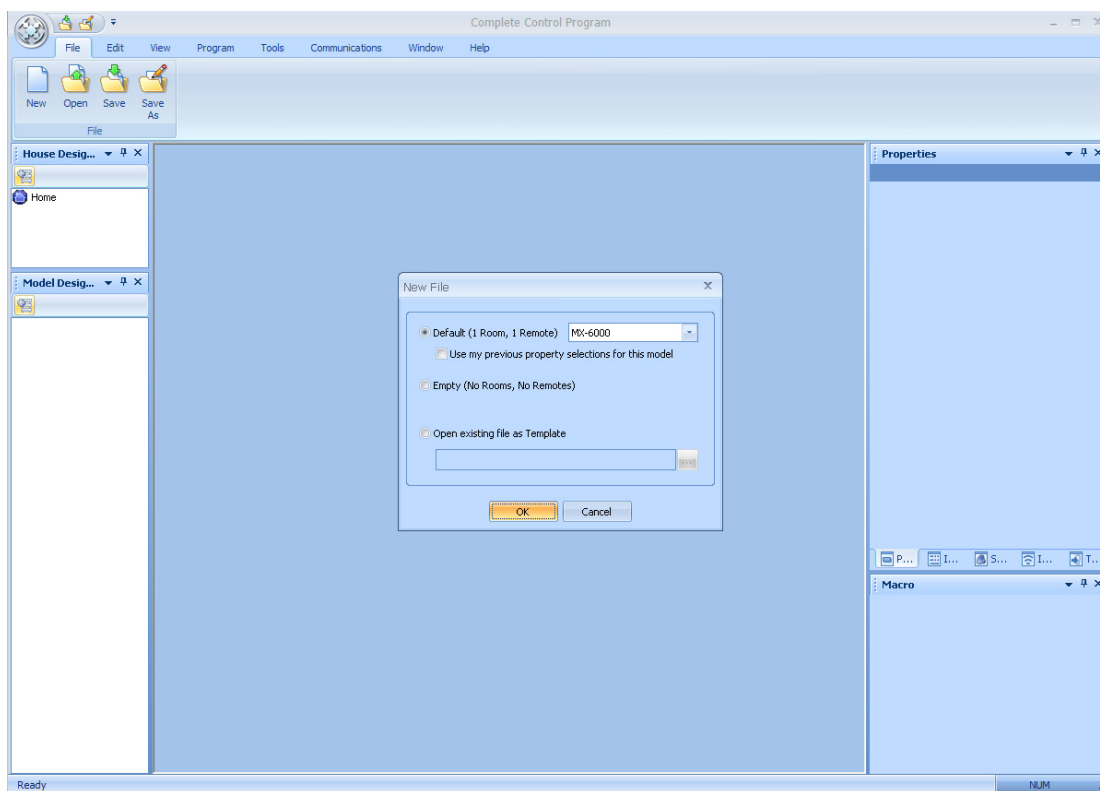 Complete Control Program
File Edit View Program Tools Communications Window Help
New Open Save Save As
File
House Desig...
Home
Model Desig...
New File
Default (1 Room, 1 Remote) MX-6000
Use my previous property selections for this model
Empty (No Rooms, No Remotes)
Open existing file as Template
OK Cancel
Properties
P... I... S... I... T...
Macro
Ready NUM